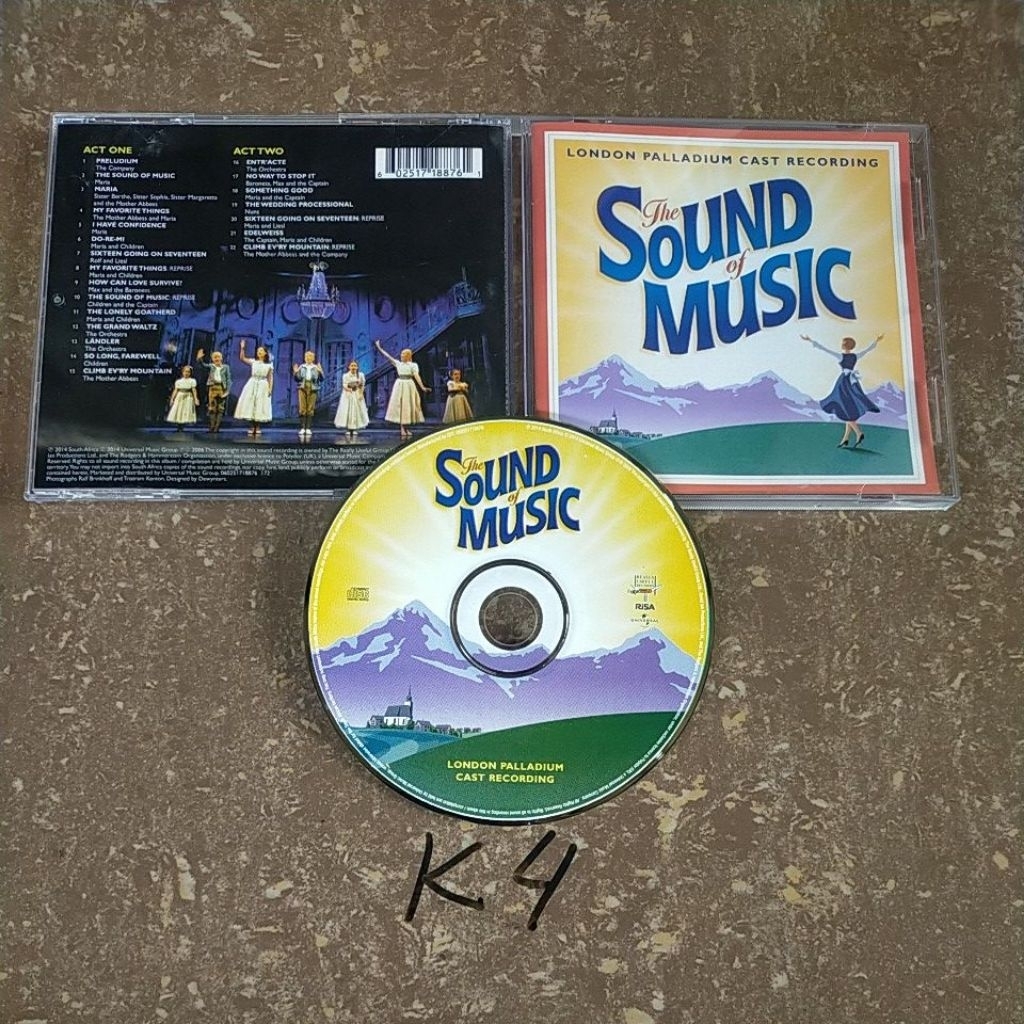 ACT ONE
1 PRELUDIUM
The Company
2 THE SOUND OF MUSIC
Maria
3 MARIA
Sister Berthe, Sister Sophia, Sister Margaretta
and the Mother Abbess
4 MY FAVORITE THINGS
The Mother Abbess and Maria
5 I HAVE CONFIDENCE
Maria
6 DO-RE-MI
Maria and Children
7 SIXTEEN GOING ON SEVENTEEN
Rolf and Liesl
8 MY FAVORITE THINGS: REPRISE
Maria and Children
9 HOW CAN LOVE SURVIVE?
Max and the Baroness
10 THE SOUND OF MUSIC: REPRISE
Children and the Captain
11 THE LONELY GOATHERD
Maria and Children
12 THE GRAND WALTZ
The Orchestra
13 LÄNDLER
The Orchestra
14 SO LONG, FAREWELL
Children
15 CLIMB EV'RY MOUNTAIN
The Mother Abbess
ACT TWO
16 ENTR'ACTE
The Orchestra
17 NO WAY TO STOP IT
Baroness, Max and the Captain
18 SOMETHING GOOD
Maria and the Captain
19 THE WEDDING PROCESSIONAL
Nuns
20 SIXTEEN GOING ON SEVENTEEN: REPRISE
Maria and Liesl
21 EDELWEISS
The Captain, Maria and Children
22 CLIMB EV'RY MOUNTAIN: REPRISE
The Mother Abbess and the Company
6 02517 18876 1
LONDON PALLADIUM CAST RECORDING
The
SOUND
of
MUSIC
The
SOUND
of
MUSIC
RISA
UNIVERSAL
LONDON PALLADIUM
CAST RECORDING
K4